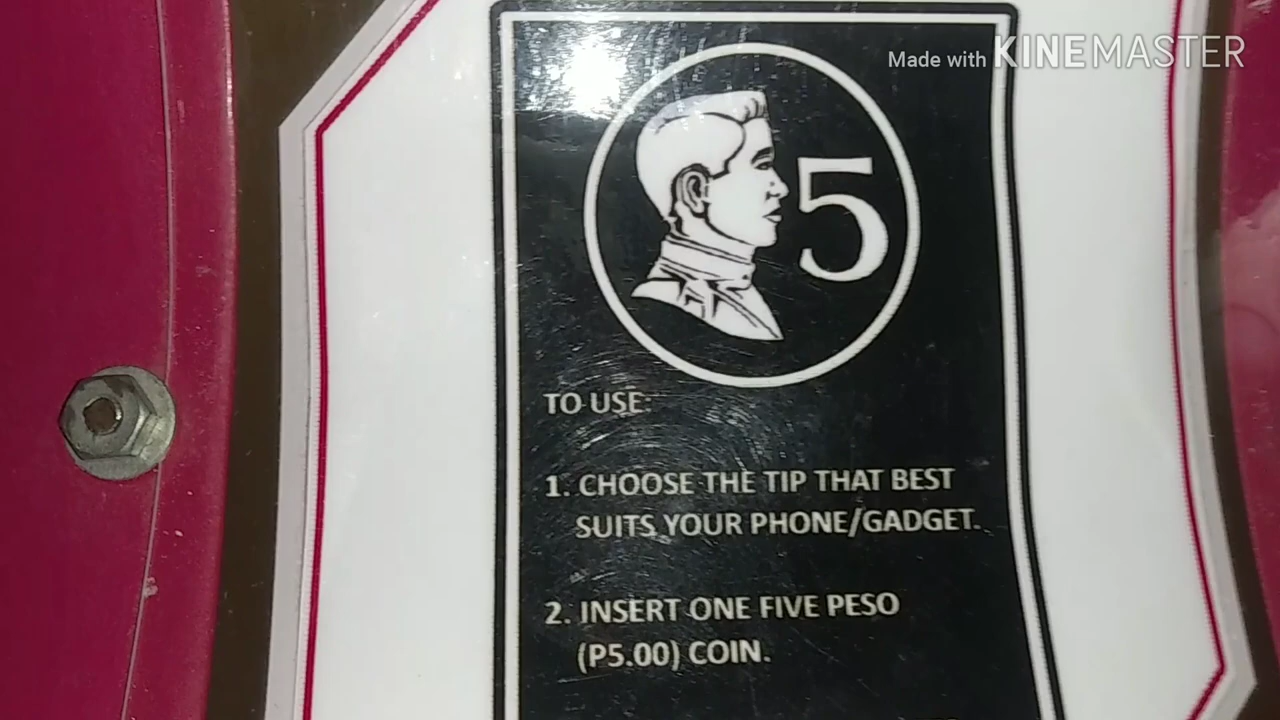 Made with KINEMASTER
5
TO USE:
1. CHOOSE THE TIP THAT BEST
SUITS YOUR PHONE/GADGET.
2. INSERT ONE FIVE PESO
(P5.00) COIN.